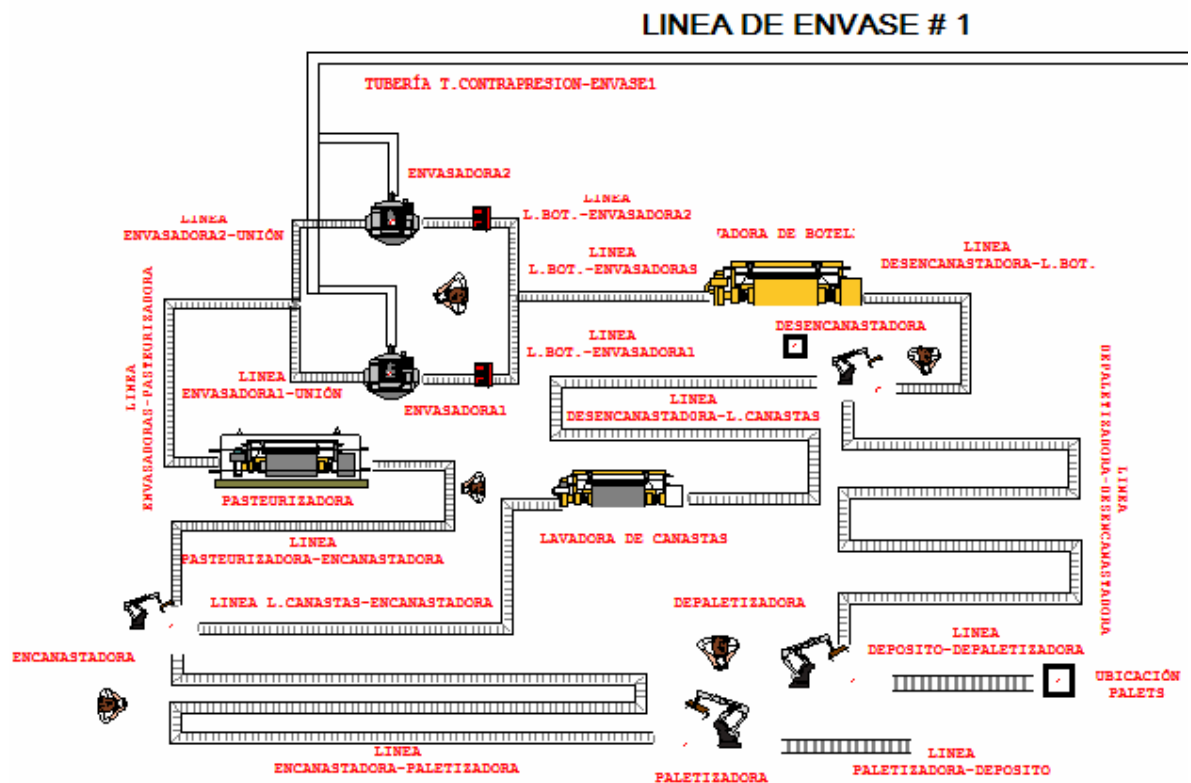 LINEA DE ENVASE # 1
TUBERÍA T.CONTRAPRESION-ENVASE1
ENVASADORA2
LINEA
L.BOT.-ENVASADORA2
LINEA
ENVASADORA2-UNIÓN
TADORA DE BOTEL
LINEA
L.BOT.-ENVASADORAS
LINEA
DESENCANASTADORA-L.BOT.
DESENCANASTADORA
LINEA
L.BOT.-ENVASADORA1
LINEA
ENVASADORAS-PASTEURIZADORA
LINEA
ENVASADORA1-UNIÓN
ENVASADORA1
LINEA
DESENCANASTADORA-L.CANASTAS
LINEA
DEPALETIZADORA-DESENCANASTADORA
PASTEURIZADORA
LINEA
PASTEURIZADORA-ENCANASTADORA
LAVADORA DE CANASTAS
LINEA L.CANASTAS-ENCANASTADORA
DEPALETIZADORA
LINEA
DEPOSITO-DEPALETIZADORA
ENCANASTADORA
UBICACIÓN
PALETS
LINEA
ENCANASTADORA-PALETIZADORA
PALETIZADORA
LINEA
PALETIZADORA-DEPOSITO